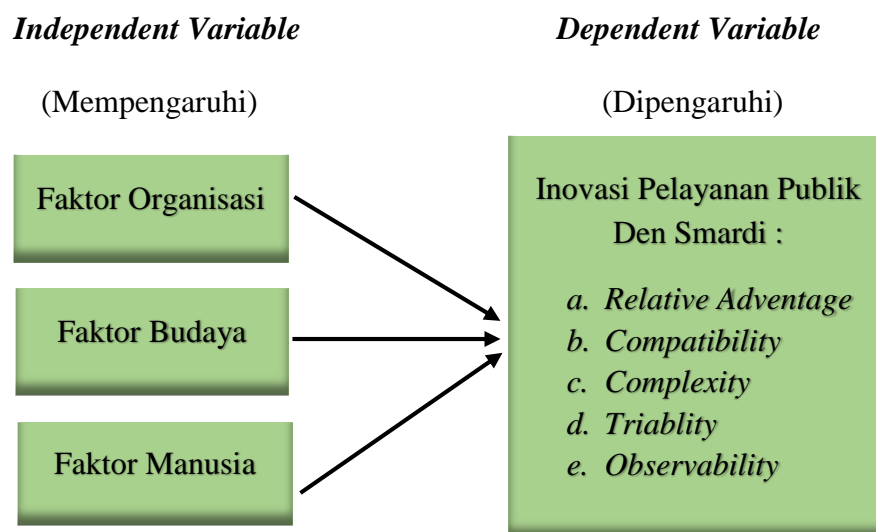 Independent Variable
(Mempengaruhi)
Faktor Organisasi
Faktor Budaya
Faktor Manusia
Dependent Variable
(Dipengaruhi)
Inovasi Pelayanan Publik
Den Smardi :
a. Relative Adventage
b. Compatibility
c. Complexity
d. Triablity
e. Observability